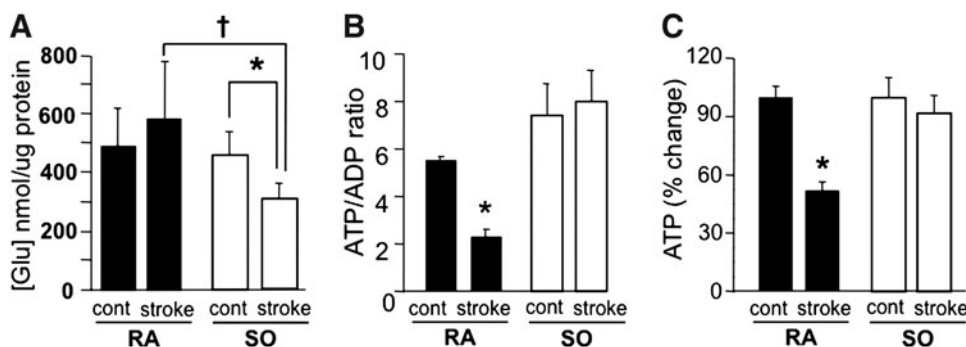 A
[Glu] nmol/ug protein
800
600
400
200
0
†
*
cont stroke cont stroke
RA SO
B
ATP/ADP ratio
10
8
6
4
2
0
*
cont stroke cont stroke
RA SO
C
ATP (% change)
120
90
60
30
0
*
cont stroke cont stroke
RA SO